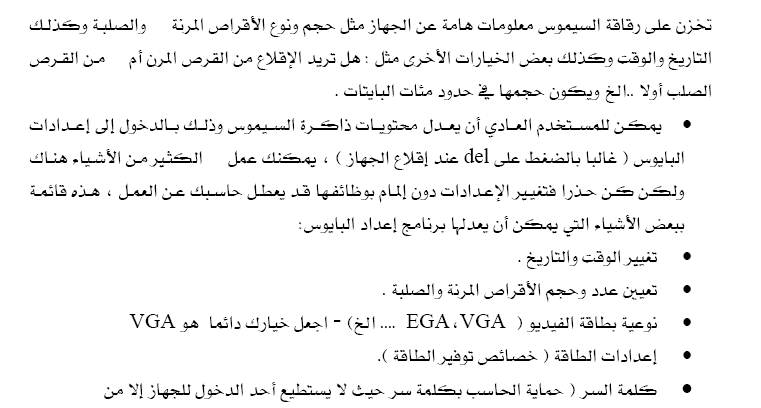 تخزن على رقاقة السيموس معلومات هامة عن الجهاز مثل حجم ونوع الأقراص المرنة والصلبة وكذلك
التاريخ والوقت وكذلك بعض الخيارات الأخرى مثل : هل تريد الإقلاع من القرص المرن أم من القرص
الصلب أولا ..الخ ويكون حجمها في حدود مئات البايتات .
• يمكن للمستخدم العادي أن يعدل محتويات ذاكرة السيموس وذلك بالدخول إلى إعدادات
البايوس ( غالبا بالضغط على del عند إقلاع الجهاز ) ، يمكنك عمل الكثير من الأشياء هناك
ولكن كن حذرا فتغيير الإعدادات دون إلمام بوظائفها قد يعطل حاسبك عن العمل ، هذه قائمة
ببعض الأشياء التي يمكن أن يعدلها برنامج إعداد البايوس:
• تغيير الوقت والتاريخ .
• تعيين عدد وحجم الأقراص المرنة والصلبة .
• نوعية بطاقة الفيديو ( EGA ،VGA .... الخ) - اجعل خيارك دائما هو VGA
• إعدادات الطاقة ( خصائص توفير الطاقة ).
• كلمة السر ( حماية الحاسب بكلمة سر حيث لا يستطيع أحد الدخول للجهاز إلا من